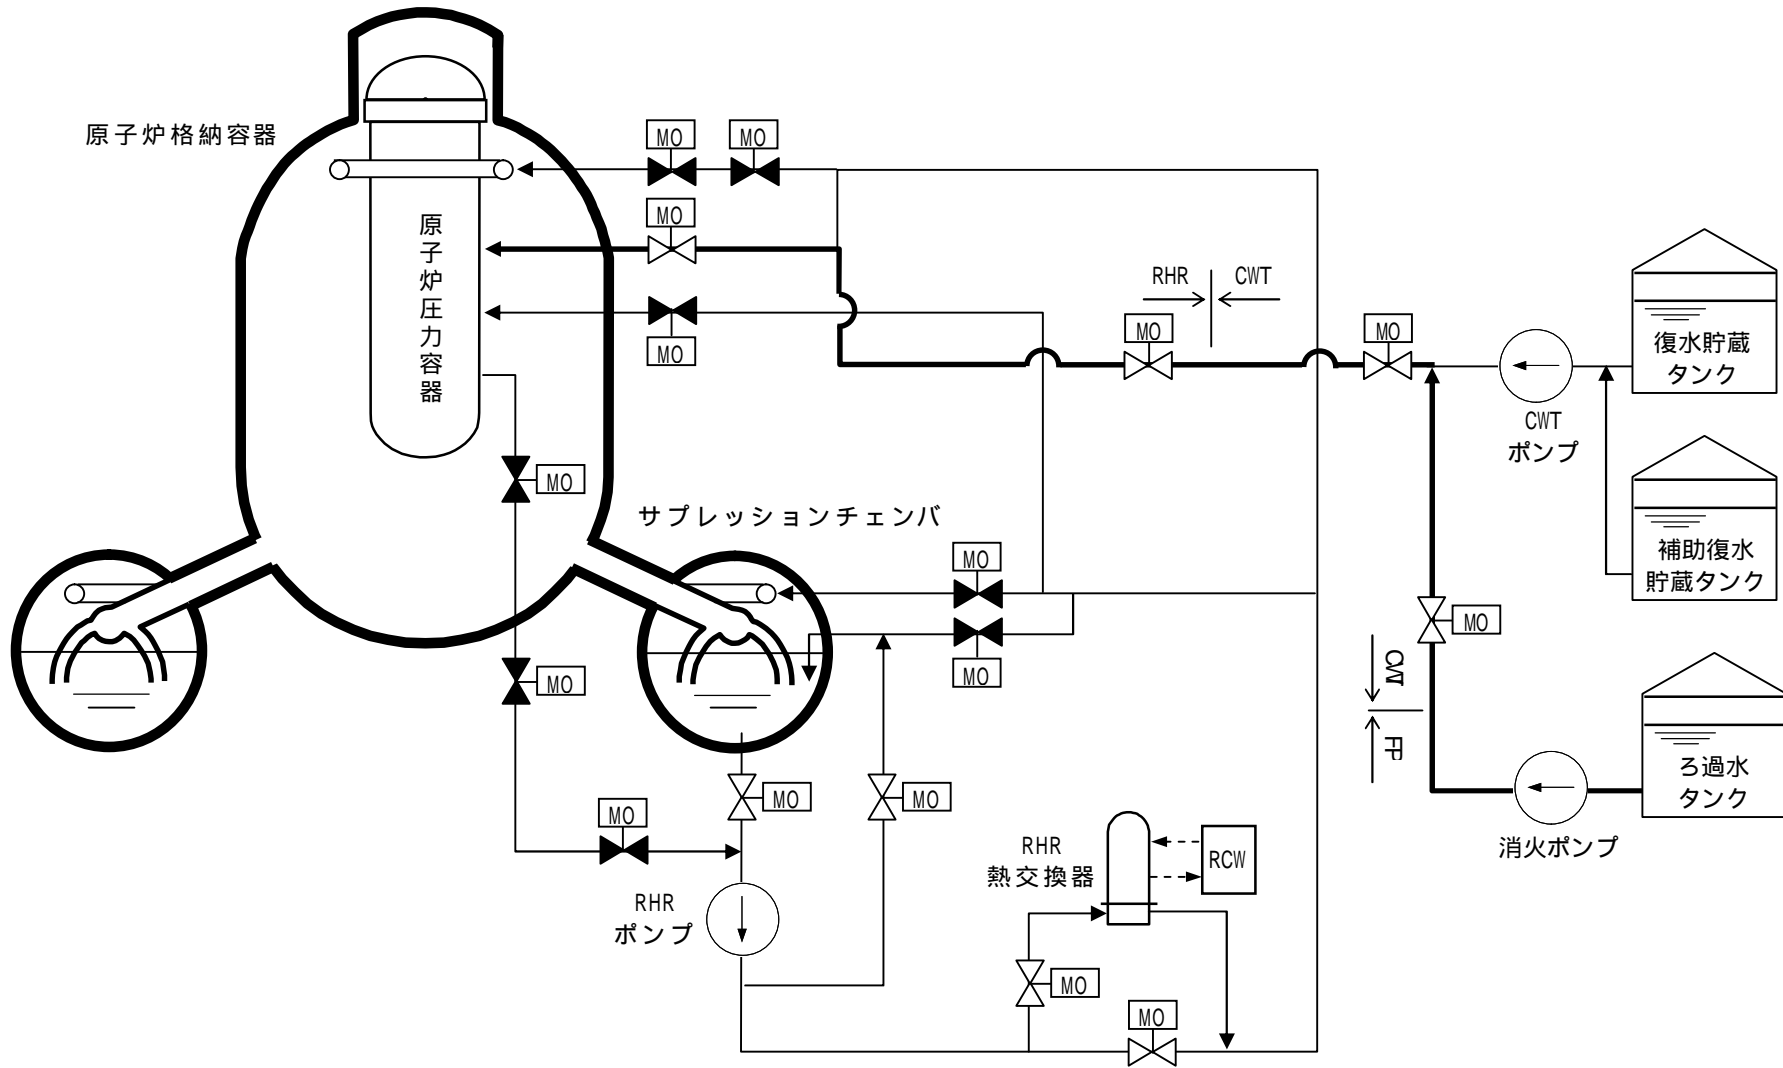 原子炉格納容器
MO
MO
MO
原子炉圧力容器
MO
RHR
CWT
MO
MO
復水貯蔵
タンク
CWT
ポンプ
MO
サプレッションチェンバ
補助復水
貯蔵タンク
MO
MO
MO
MO
CWT
FP
ろ過水
タンク
MO
MO
MO
消火ポンプ
RHR
熱交換器
RCW
RHR
ポンプ
MO
MO